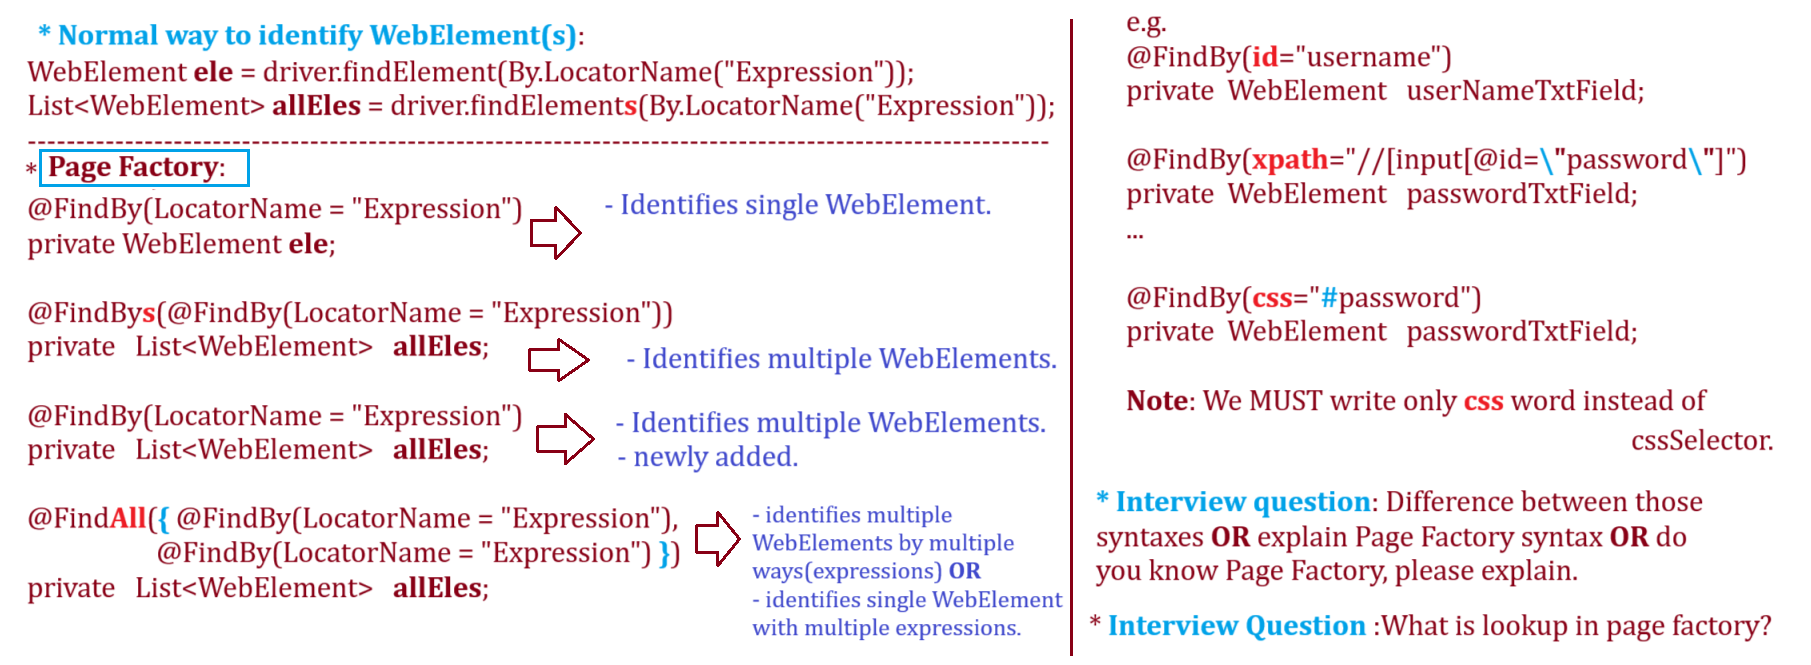 * Normal way to identify WebElement(s):
WebElement ele = driver.findElement(By.LocatorName("Expression"));
List<WebElement> allEles = driver.findElements(By.LocatorName("Expression"));
---------------------------------------------------------------------------------------------------------
* Page Factory:
@FindBy(LocatorName = "Expression")
private WebElement ele;
- Identifies single WebElement.
@FindBys(@FindBy(LocatorName = "Expression"))
private List<WebElement> allEles;
- Identifies multiple WebElements.
@FindBy(LocatorName = "Expression")
private List<WebElement> allEles;
- Identifies multiple WebElements.
- newly added.
@FindAll({ @FindBy(LocatorName = "Expression"),
@FindBy(LocatorName = "Expression") })
private List<WebElement> allEles;
- identifies multiple
WebElements by multiple
ways(expressions) OR
- identifies single WebElement
with multiple expressions.
e.g.
@FindBy(id="username")
private WebElement userNameTxtField;
@FindBy(xpath="//[input[@id=\"password\"]")
private WebElement passwordTxtField;
...
@FindBy(css="#password")
private WebElement passwordTxtField;
Note: We MUST write only css word instead of
cssSelector.
* Interview question: Difference between those
syntaxes OR explain Page Factory syntax OR do
you know Page Factory, please explain.
* Interview Question :What is lookup in page factory?